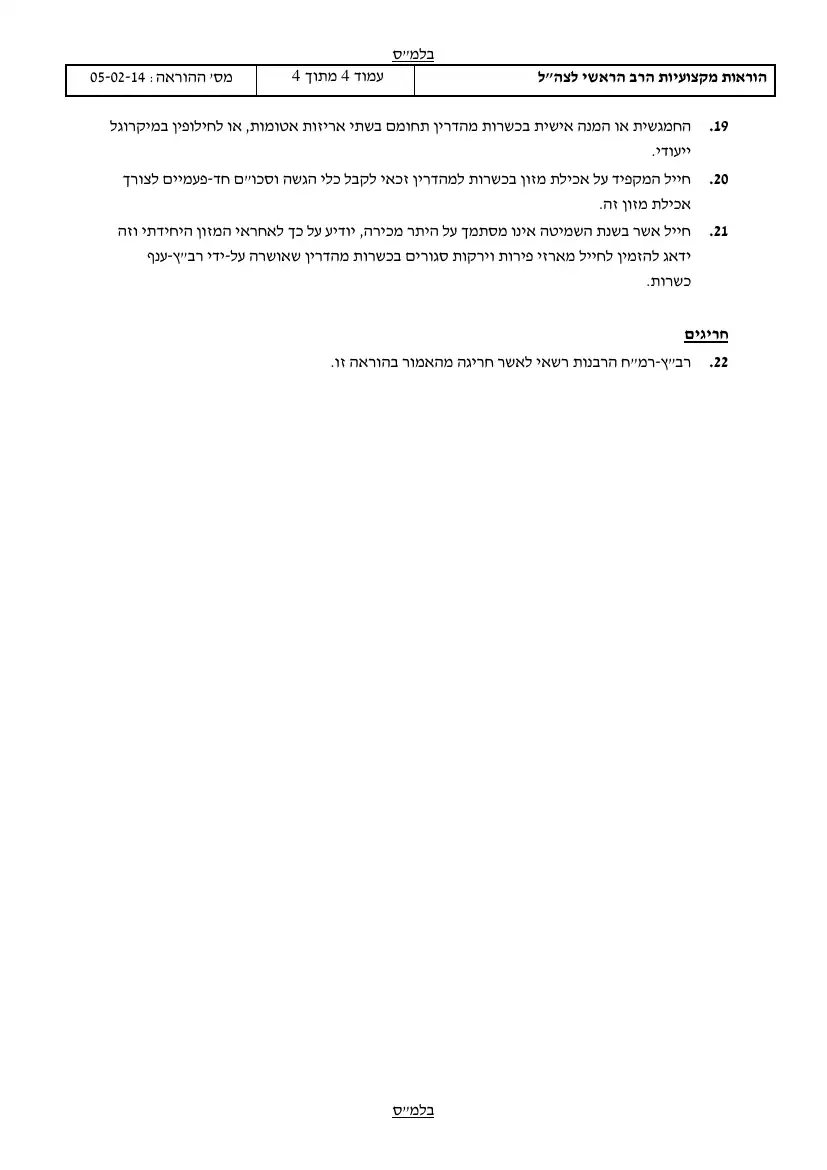 בלמ״ס
הוראות מקצועיות הרב הראשי לצה״ל עמוד 4 מתוך 4 מס׳ ההוראה : 05-02-14
19. החמגשית או המנה אישית בכשרות מהדרין תחומם בשתי אריזות אטומות, או לחילופין במיקרוגל
ייעודי.
20. חייל המקפיד על אכילת מזון בכשרות למהדרין זכאי לקבל כלי הגשה וסכו״ם חד-פעמיים לצורך
אכילת מזון זה.
21. חייל אשר בשנת השמיטה אינו מסתמך על היתר מכירה, יודיע על כך לאחראי המזון היחידתי וזה
ידאג להזמין לחייל מארזי פירות וירקות סגורים בכשרות מהדרין שאושרה על-ידי רב״ץ-ענף
כשרות.
חריגים
22. רב״ץ-רמ״ח הרבנות רשאי לאשר חריגה מהאמור בהוראה זו.
בלמ״ס